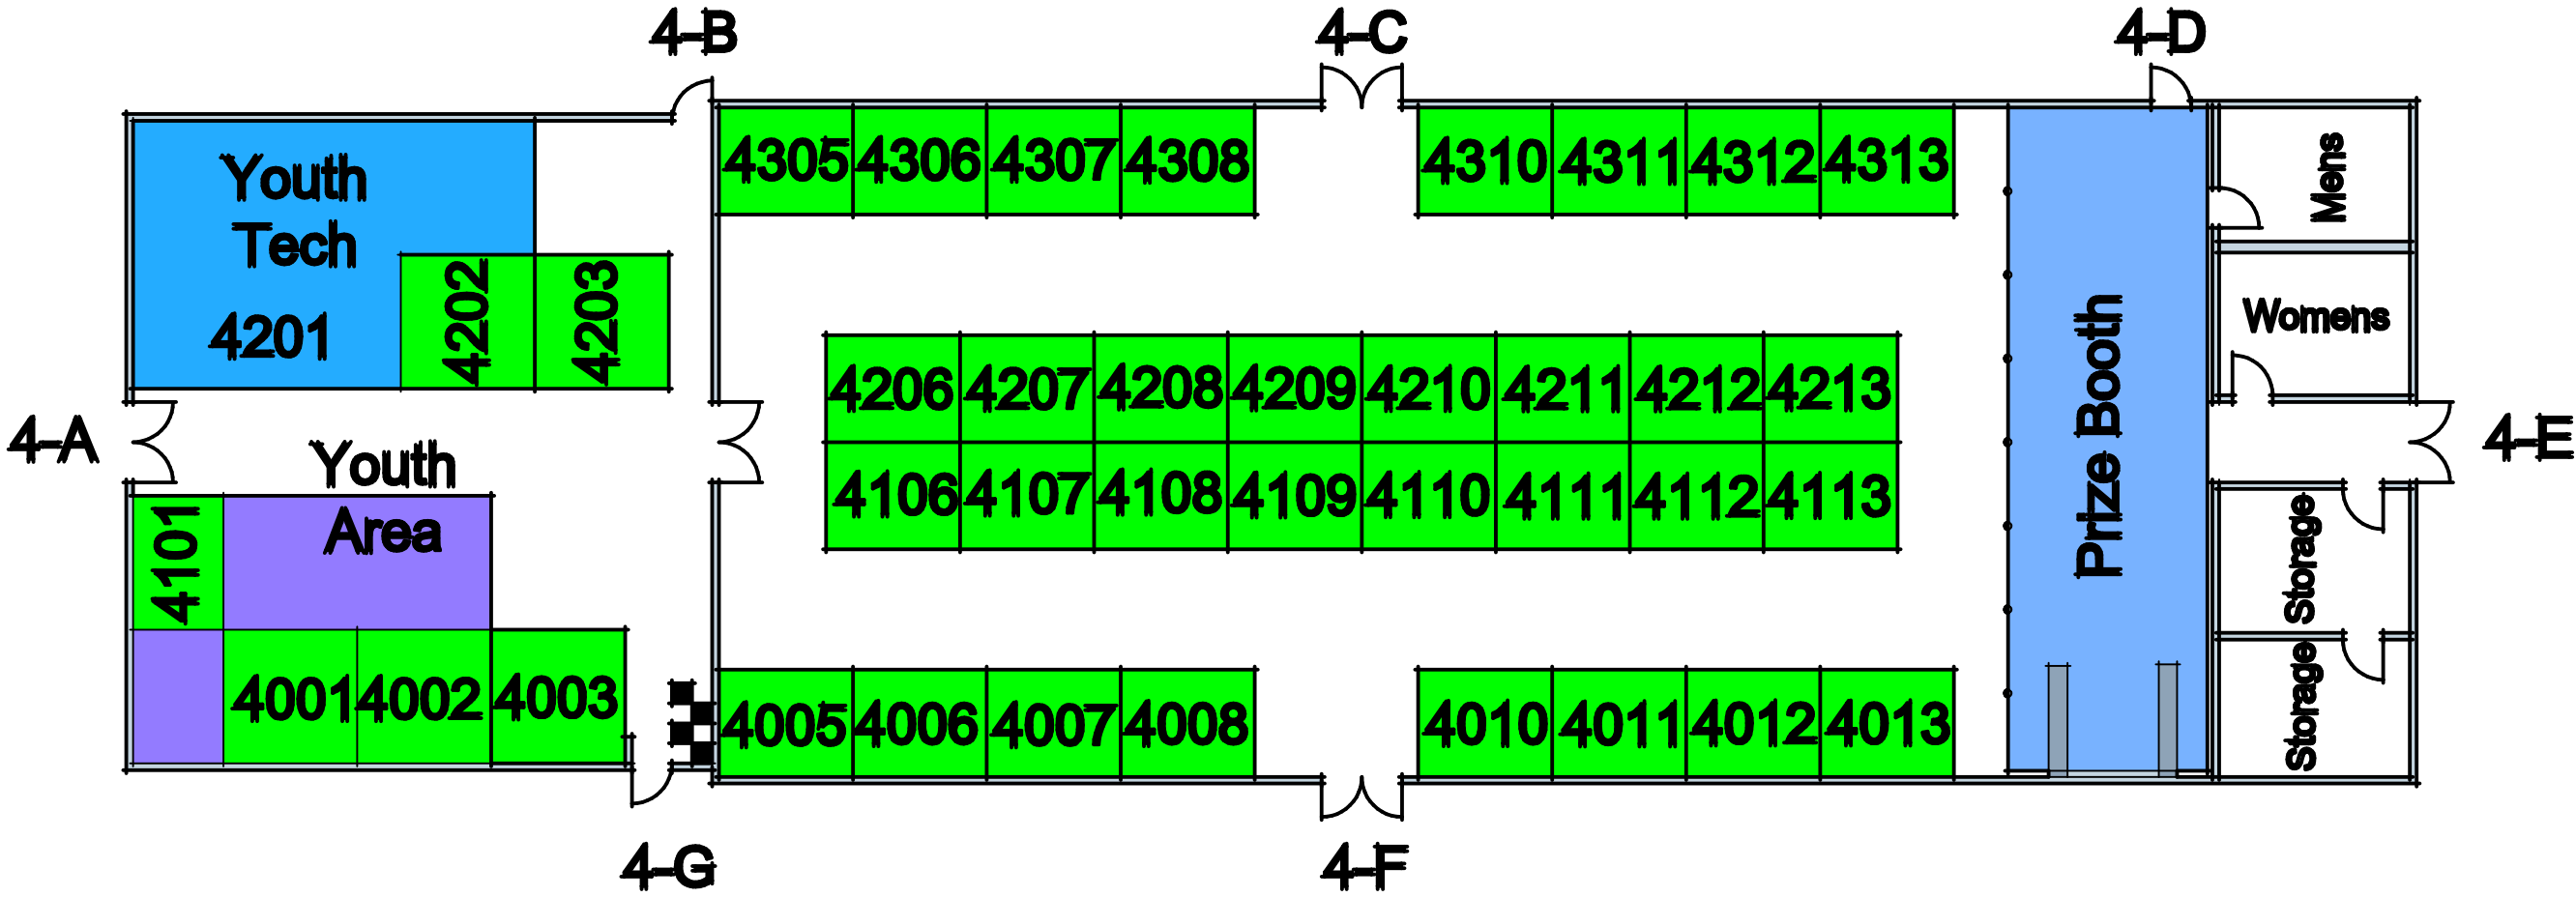 4-B
4-C
4-D
Youth
Tech
4201
4202
4203
4305 4306 4307 4308
4310 4311 4312 4313
Mens
Womens
4-A
4206 4207 4208 4209 4210 4211 4212 4213
4106 4107 4108 4109 4110 4111 4112 4113
Prize Booth
4-E
Youth
Area
4101
4001 4002 4003
4005 4006 4007 4008
4010 4011 4012 4013
Storage
Storage
4-G
4-F